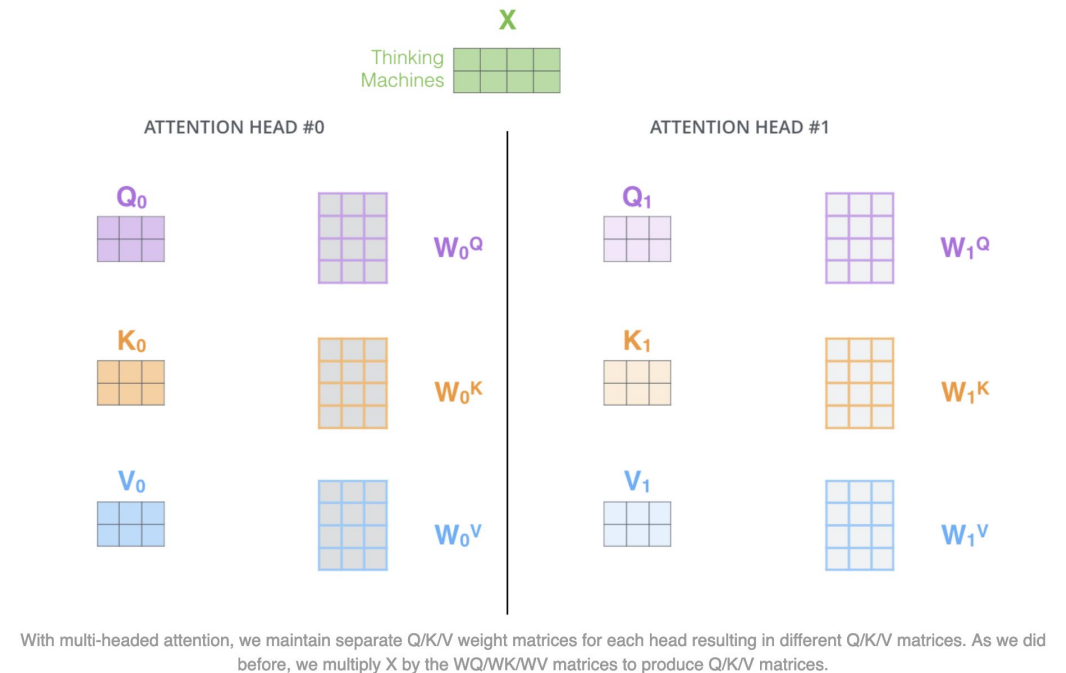 X
Thinking
Machines
ATTENTION HEAD #0
ATTENTION HEAD #1
Q0
W0Q
Q1
W1Q
K0
W0K
K1
W1K
V0
W0V
V1
W1V
With multi-headed attention, we maintain separate Q/K/V weight matrices for each head resulting in different Q/K/V matrices. As we did
before, we multiply X by the WQ/WK/WV matrices to produce Q/K/V matrices.